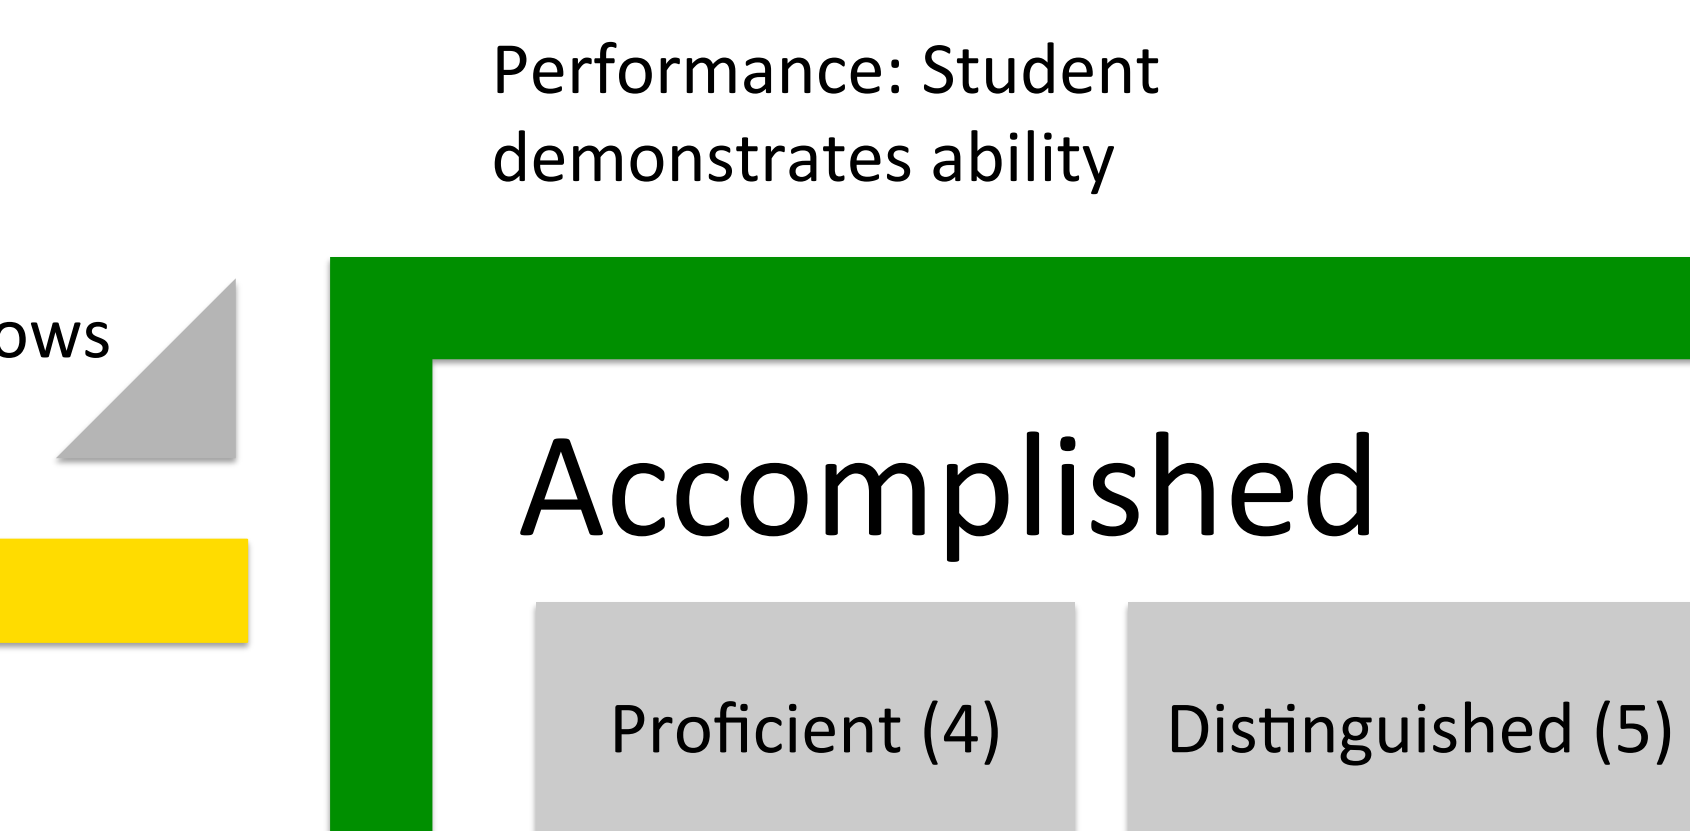 Performance: Student
demonstrates ability
ows
Accomplished
Proficient (4)
Distinguished (5)